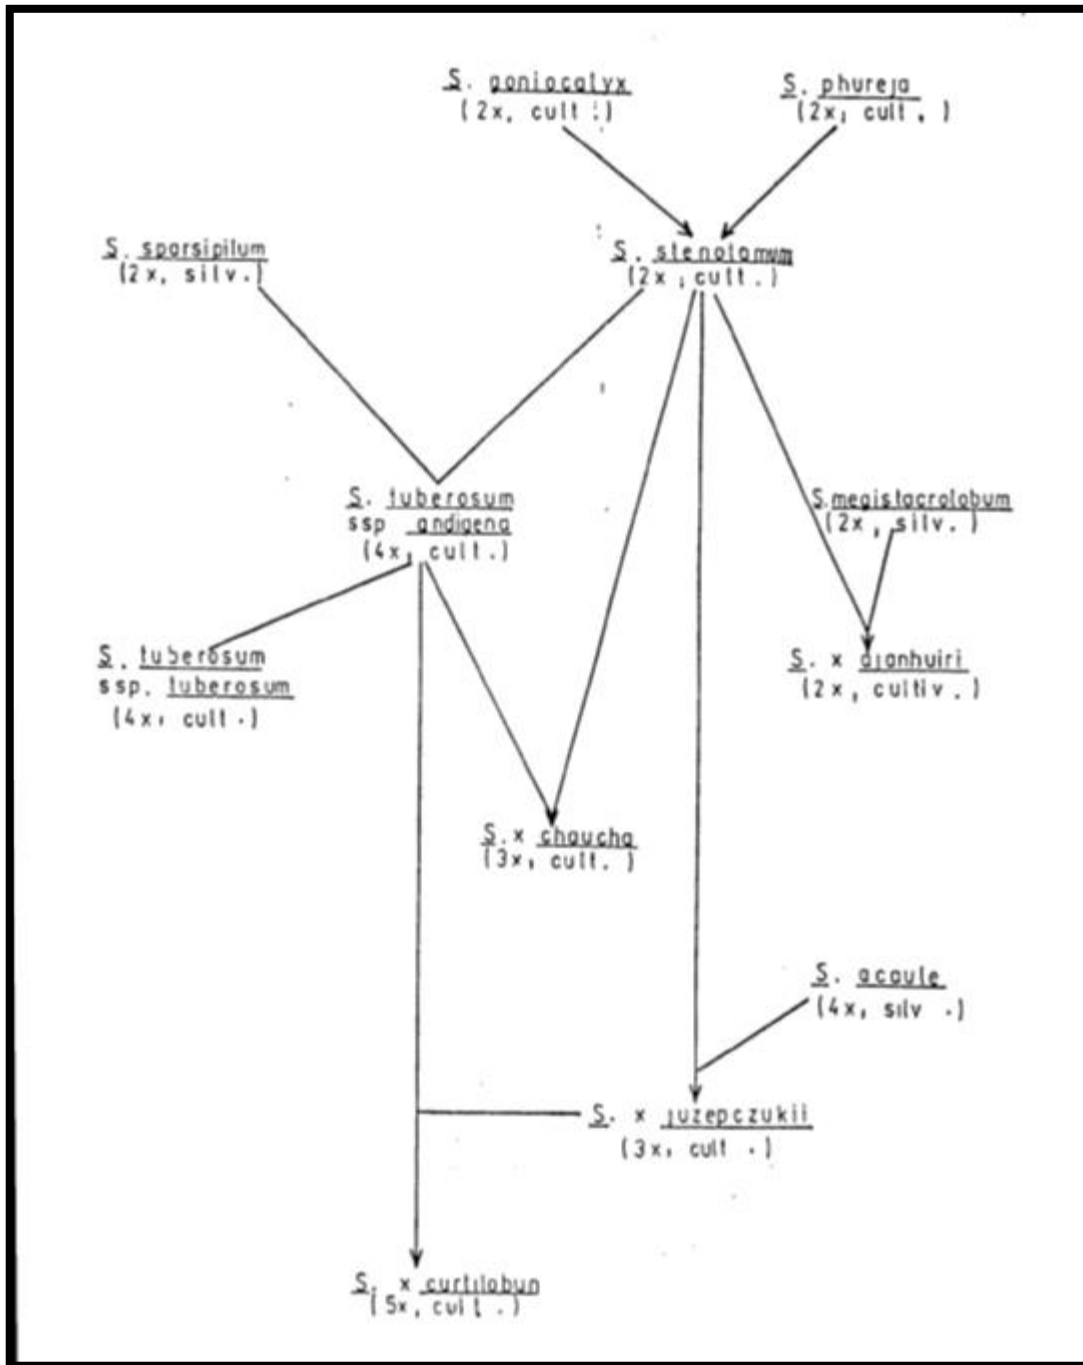 S. goniocalyx
(2x, cult.)
S. phureja
(2x, cult.)
S. sparsipilum
(2x, silv.)
S. stenotomum
(2x, cult.)
S. tuberosum
ssp andigena
(4x, cult.)
S. megistacrolobum
(2x, silv.)
S. tuberosum
ssp. tuberosum
(4x, cult.)
S. x ajanhuiri
(2x, cultiv.)
S. x chaucha
(3x, cult.)
S. acaule
(4x, silv.)
S. x juzepczukii
(3x, cult.)
S. x curtilobun
(5x, cult.)